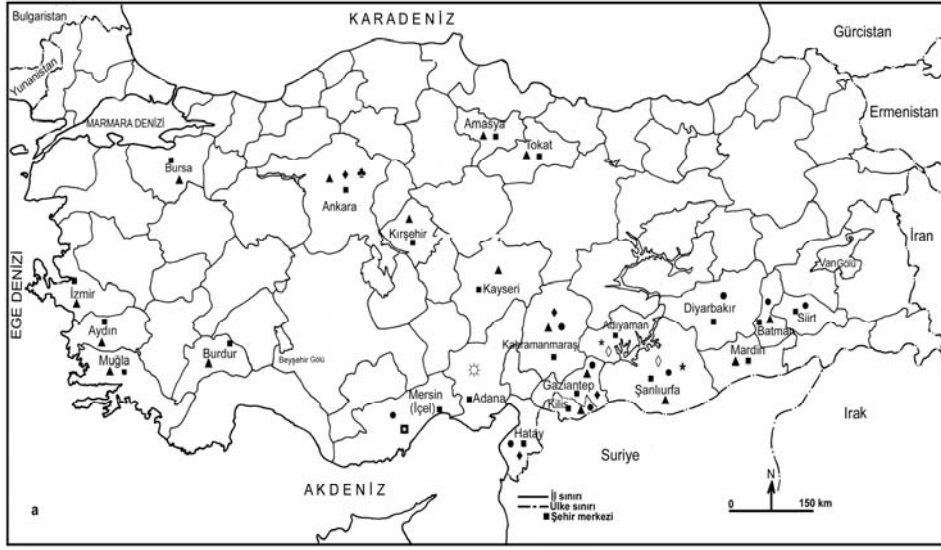 KARADENİZ
Bulgaristan
Gürcistan
Yunanistan
MARMARA DENİZİ
Ermenistan
Amasya
Tokat
Bursa
Ankara
Kırşehir
İran
Van Gölü
Kayseri
EGE DENİZİ
İzmir
Diyarbakır
Siirt
Batman
Adıyaman
Aydın
Kahramanmaraş
Mardin
Burdur
Beyşehir Gölü
Muğla
Şanlıurfa
Gaziantep
Mersin
(İçel)
Adana
Kilis
Irak
Hatay
Suriye
AKDENİZ
N
İl sınırı
Ülke sınırı
Şehir merkezi
0 150 km
a